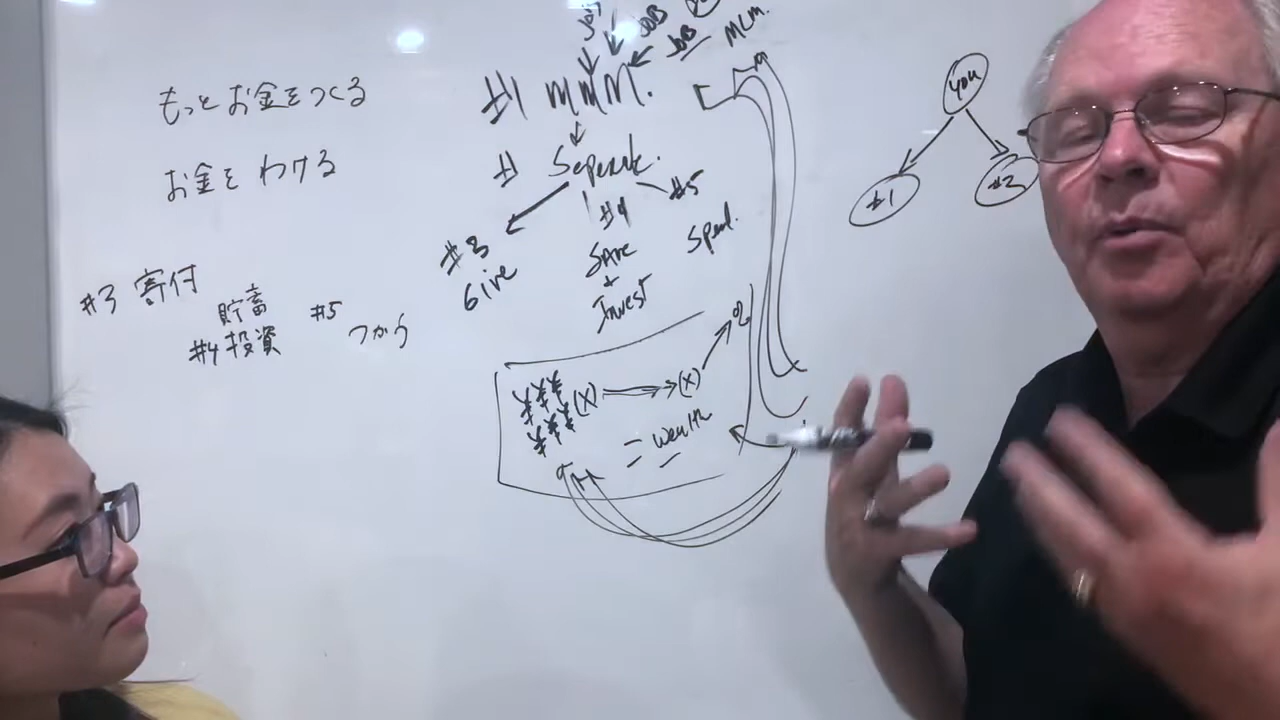 もっとお金をつくる
お金をわける
#3 寄付
貯畜
#4 投資
#5
つかう
JOB
JOB
MLM.
#1 MMM.
# Seperate.
#3
Give
#4
SAVE
+
Invest
#5
Spend.
%
¥¥¥
¥¥¥
(X)
(X)
= wealth
you
#1
#2